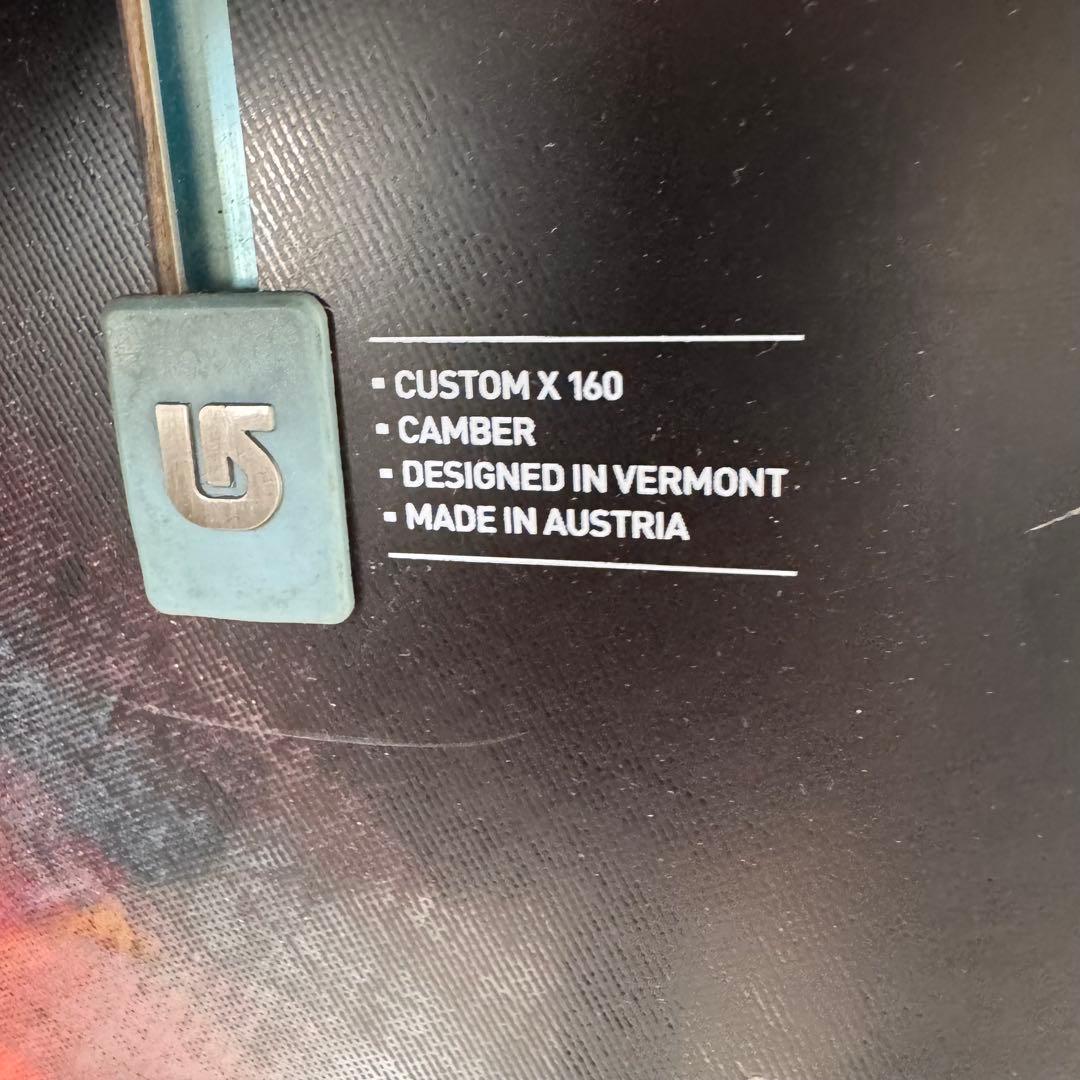 ▪ CUSTOM X 160
▪ CAMBER
▪ DESIGNED IN VERMONT
▪ MADE IN AUSTRIA